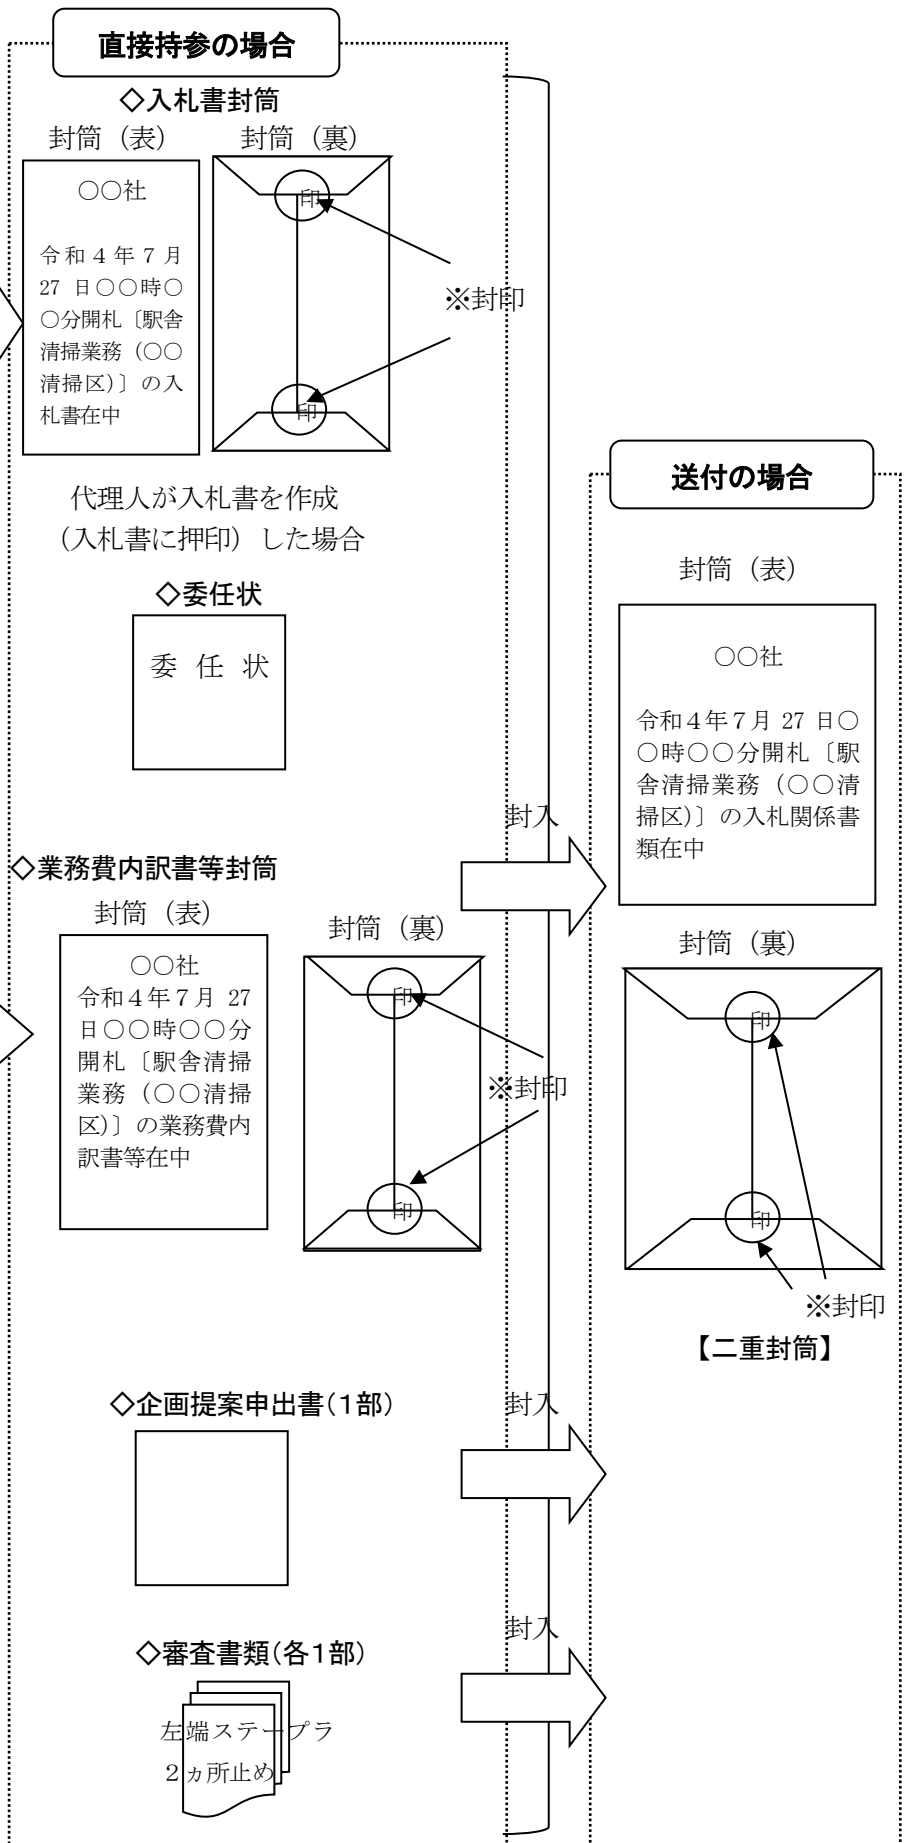 直接持参の場合
◇入札書封筒
封筒（表）
封筒（裏）
○○社
令和４年７月
27 日○○時○
○分開札〔駅舎
清掃業務（○○
清掃区)〕の入
札書在中
印
印
※封印
代理人が入札書を作成
（入札書に押印）した場合
◇委任状
委 任 状
◇業務費内訳書等封筒
封筒（表）
封筒（裏）
○○社
令和４年７月 27
日○○時○○分
開札〔駅舎清掃
業務（○○清掃
区)〕の業務費内
訳書等在中
印
印
※封印
◇企画提案申出書（１部）
◇審査書類（各１部）
左端ステープラ
２ヵ所止め
封入
封入
封入
送付の場合
封筒（表）
○○社
令和４年７月 27 日○
○時○○分開札〔駅
舎清掃業務（○○清
掃区)〕の入札関係書
類在中
封筒（裏）
印
印
※封印
【二重封筒】